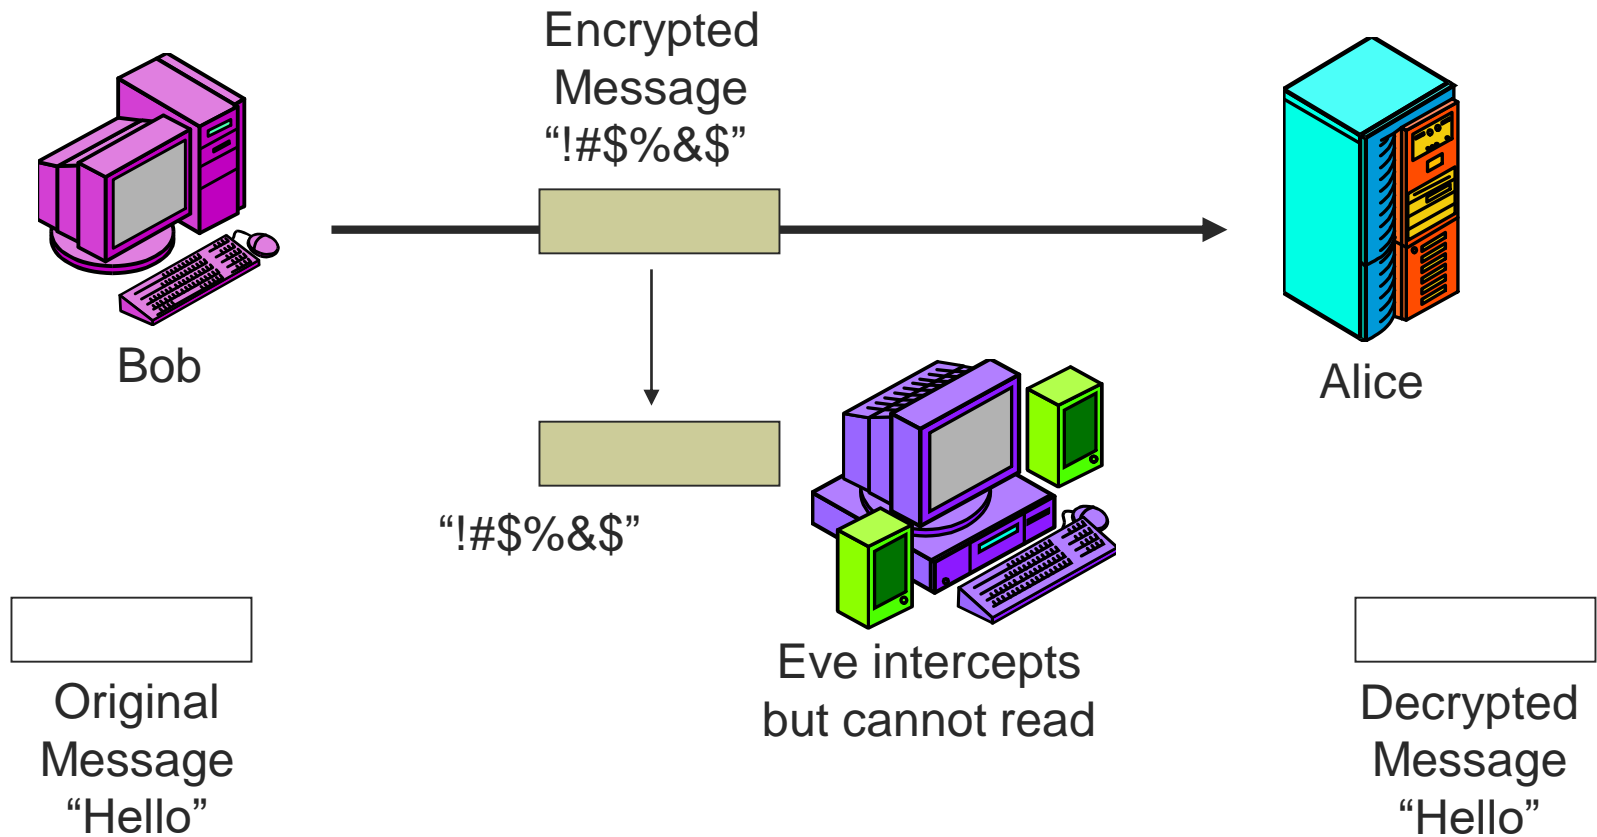 Encrypted
Message
“!#$%&$”
Bob
Alice
“!#$%&$”
Eve intercepts
but cannot read
Original
Message
“Hello”
Decrypted
Message
“Hello”